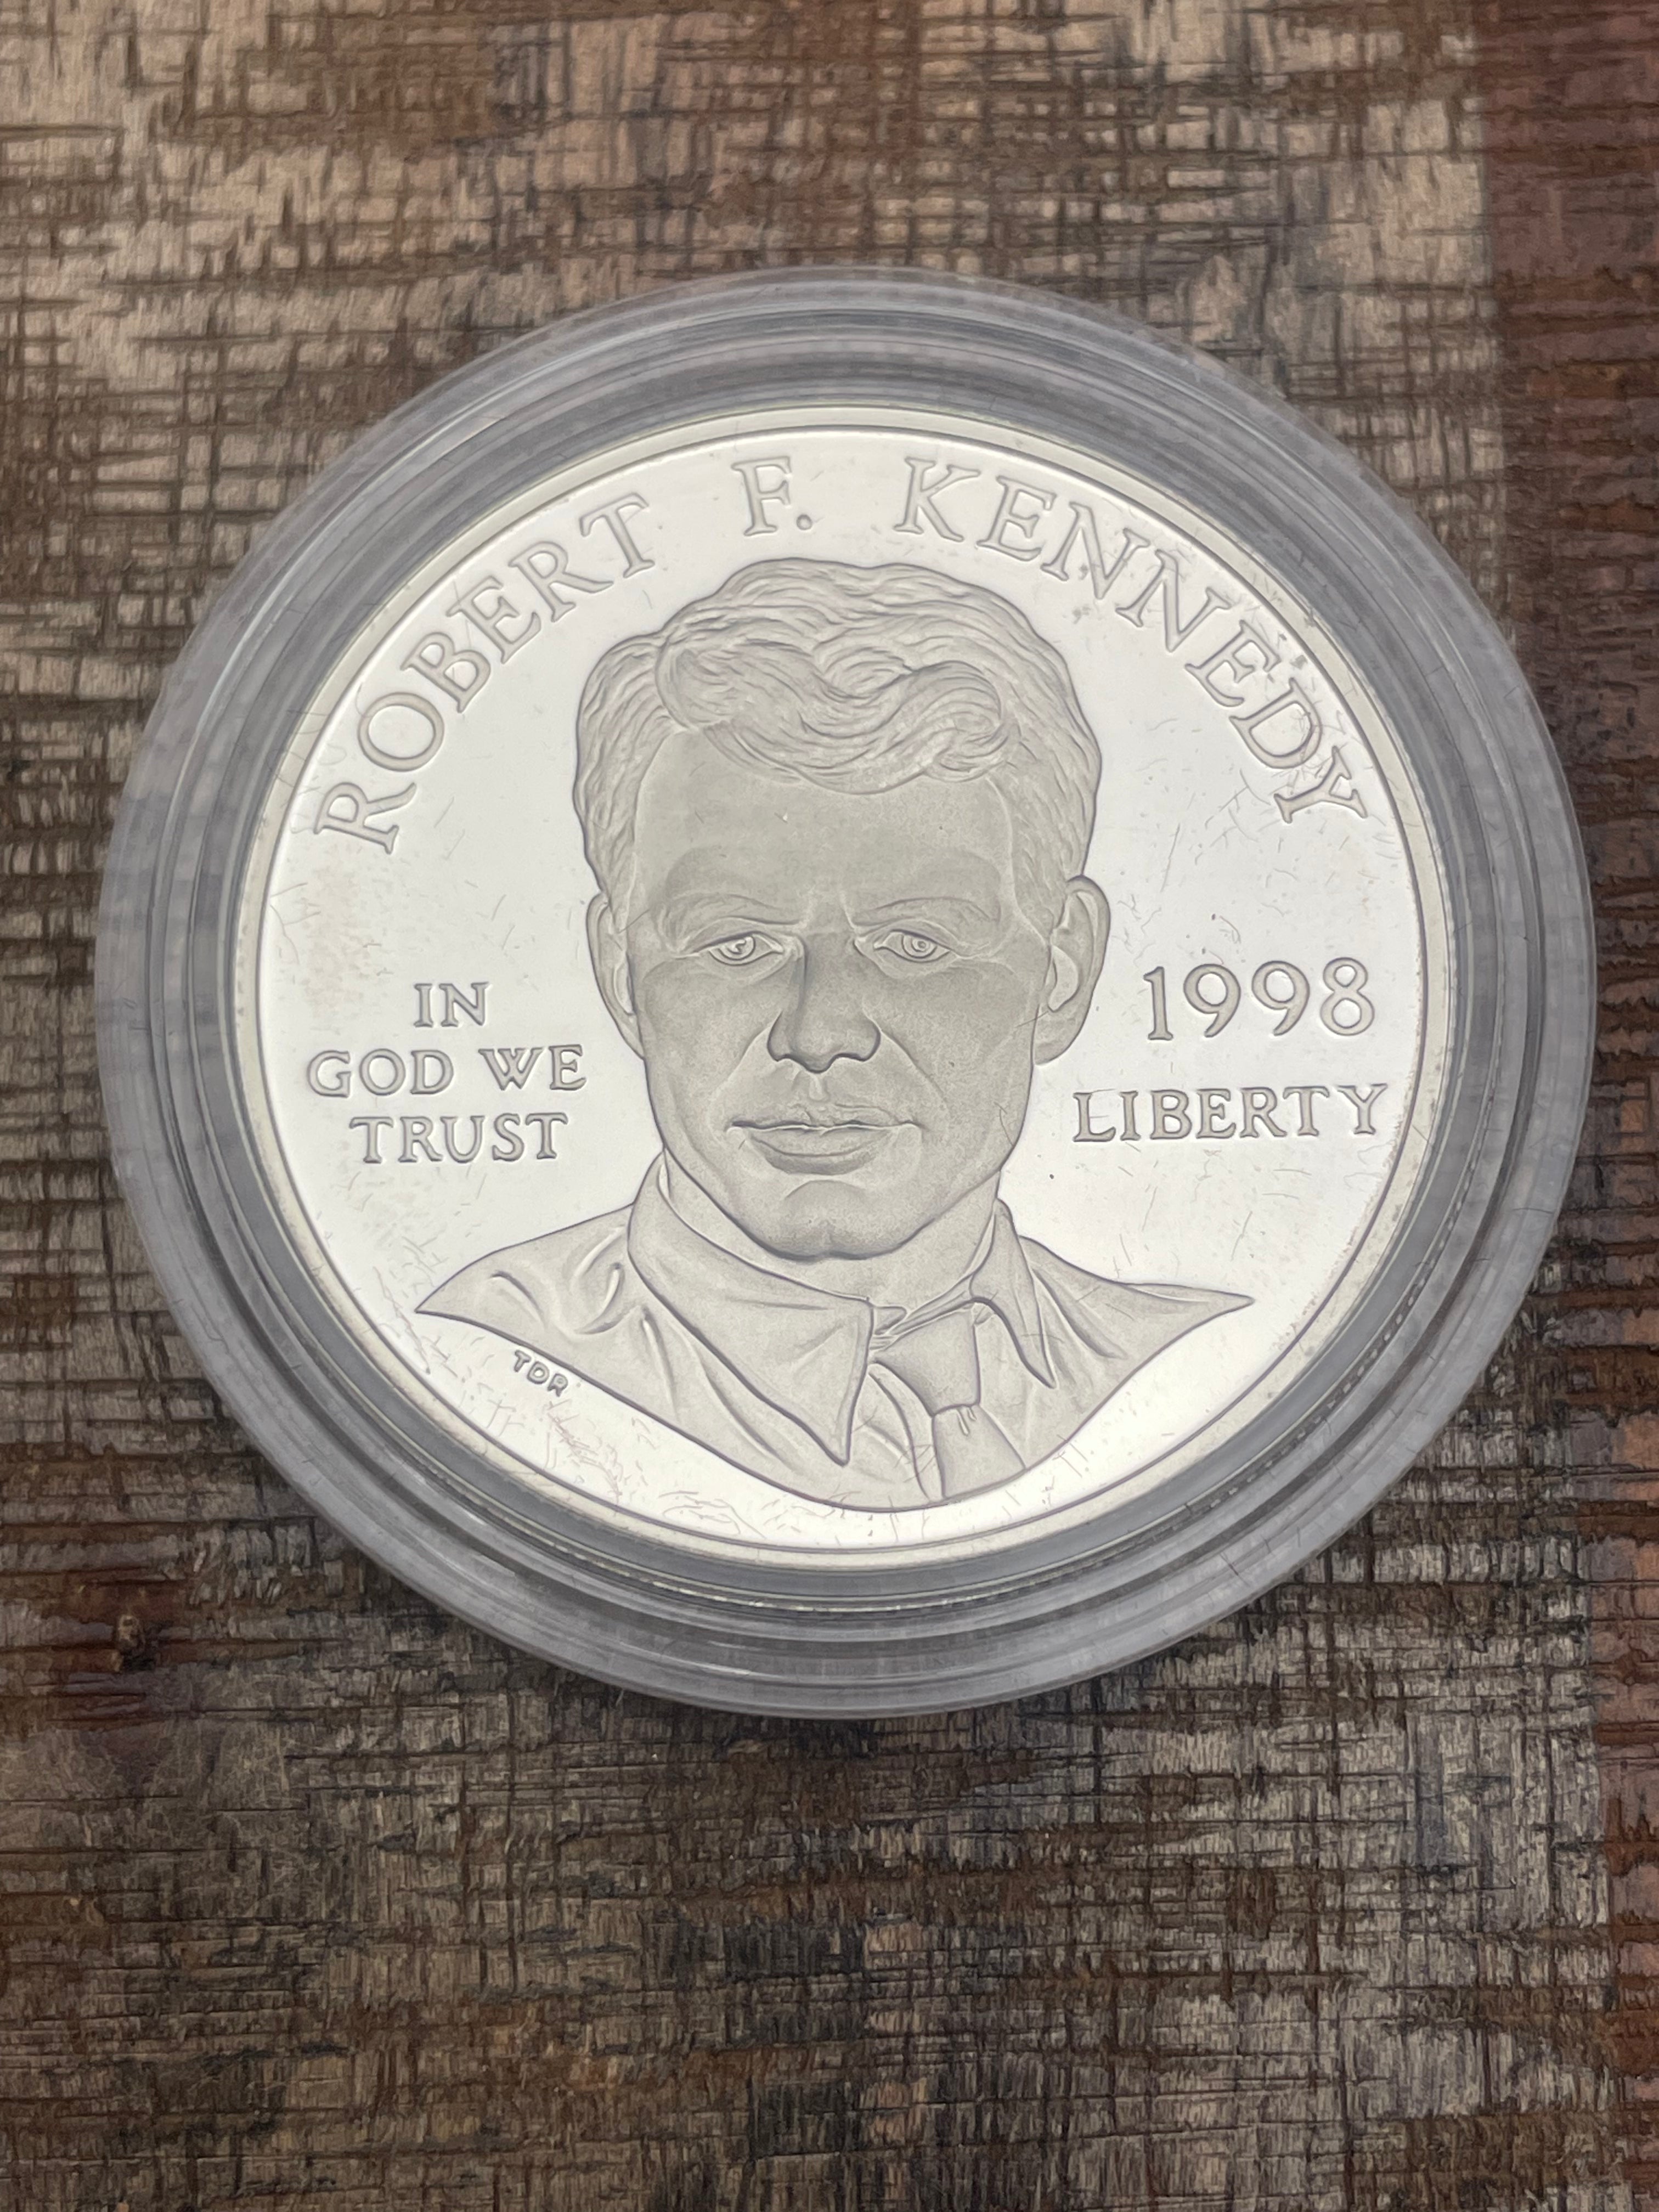 ROBERT F. KENNEDY
IN
GOD WE
TRUST
1998
LIBERTY
TDR